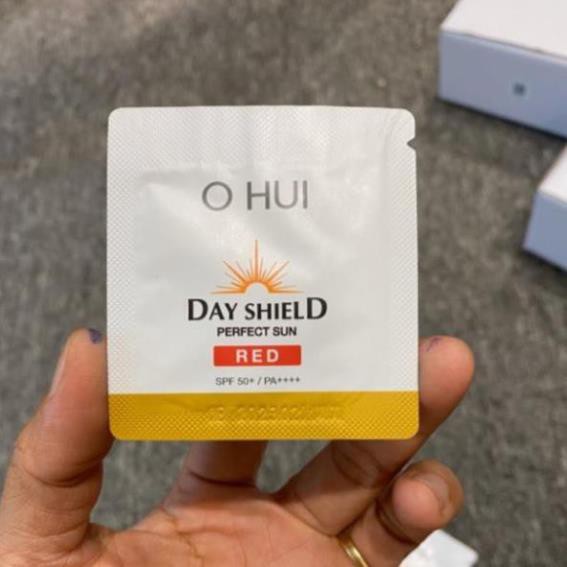 O HUI
DAY SHIELD
PERFECT SUN
RED
SPF 50+ / PA++++